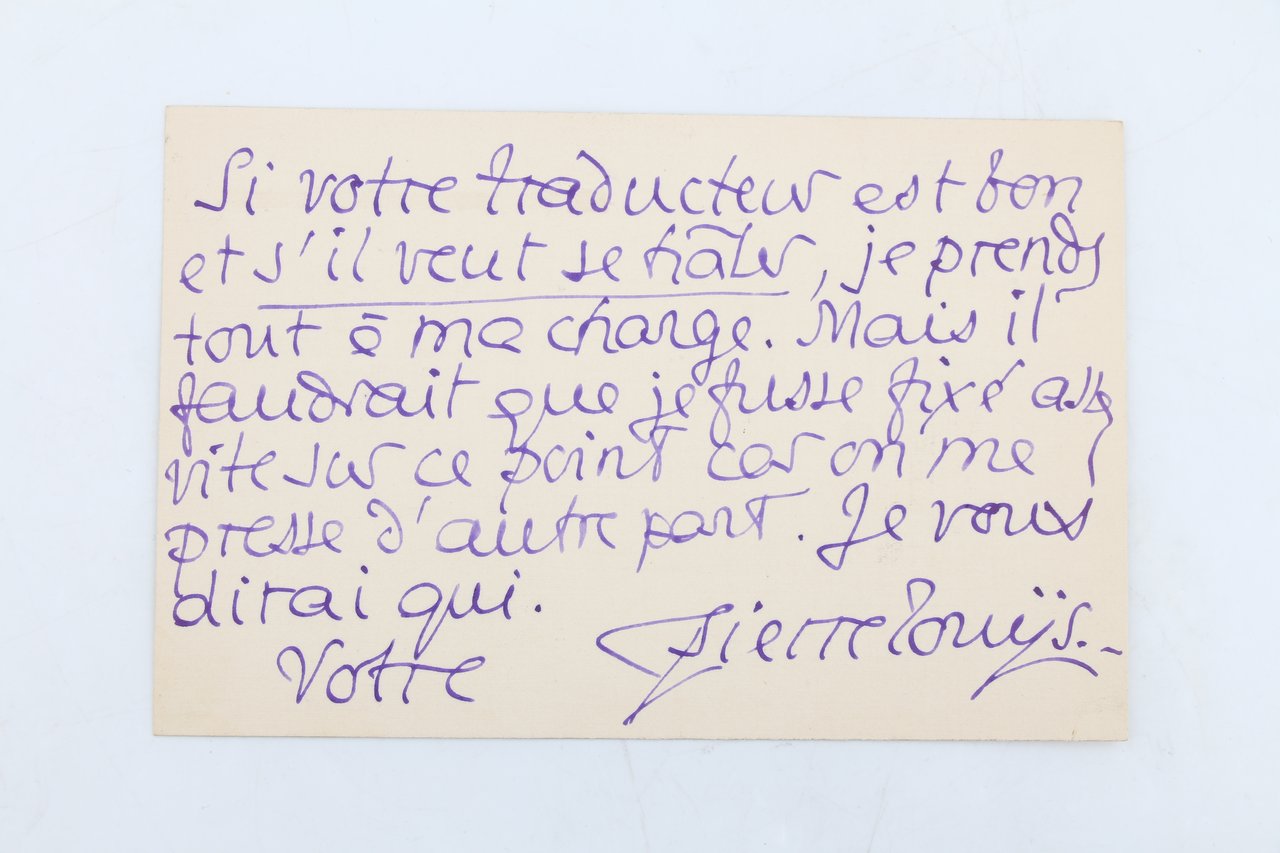 Si votre traducteur est bon
et s'il veut se hâter, je prends
tout à ma charge. Mais il
faudrait que je fusse fixé assez
vite sur ce point car on me
presse d'autre part. Je vous
dirai qui.
Votre Pierre Louÿs.-